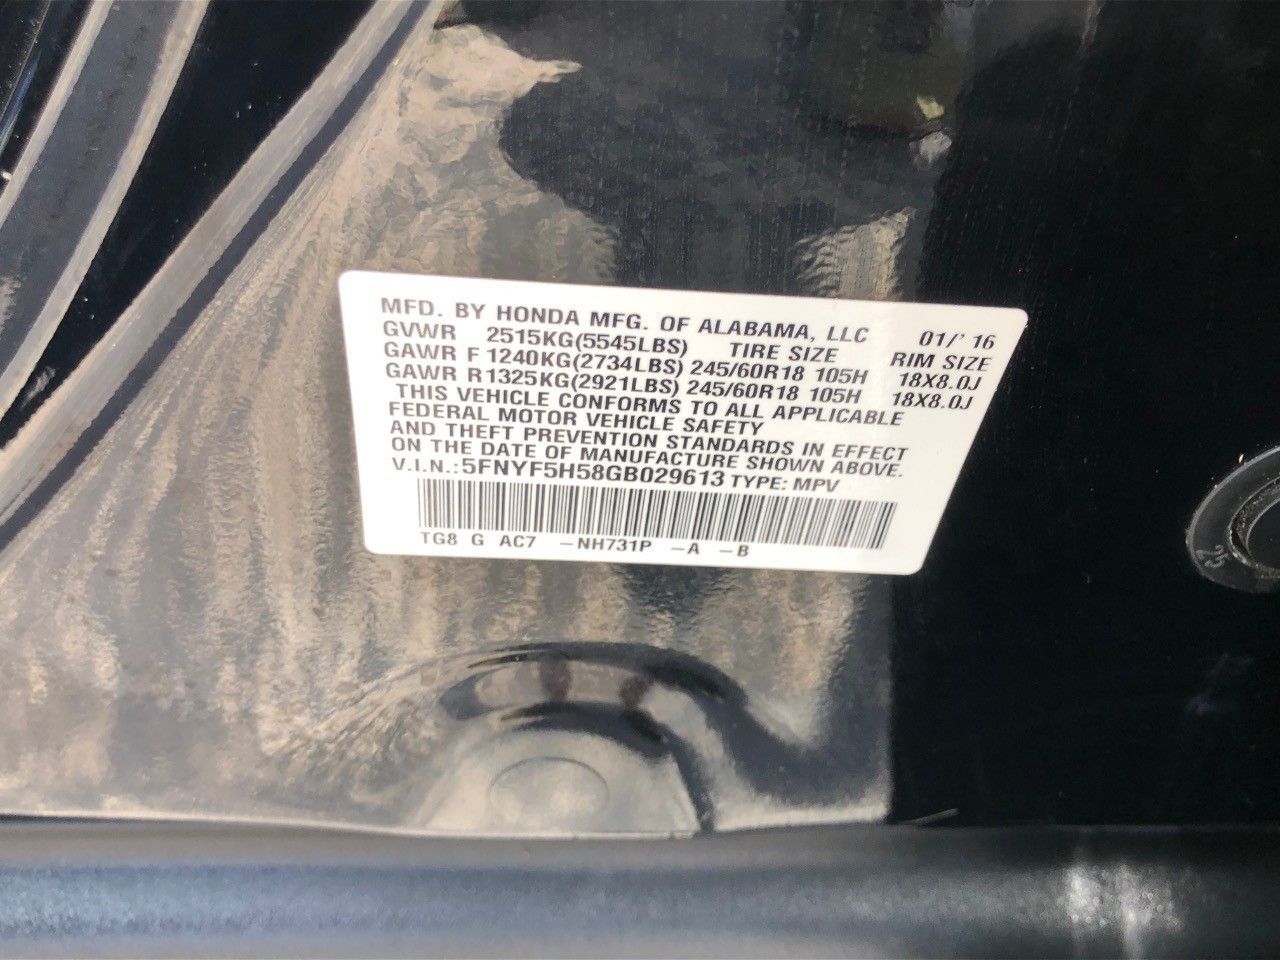 MFD. BY HONDA MFG. OF ALABAMA, LLC 01/'16
GVWR 2515KG(5545LBS) TIRE SIZE RIM SIZE
GAWR F 1240KG(2734LBS) 245/60R18 105H 18X8.0J
GAWR R1325KG(2921LBS) 245/60R18 105H 18X8.0J
THIS VEHICLE CONFORMS TO ALL APPLICABLE
FEDERAL MOTOR VEHICLE SAFETY
AND THEFT PREVENTION STANDARDS IN EFFECT
ON THE DATE OF MANUFACTURE SHOWN ABOVE.
V.I.N.:5FNYF5H58GB029613 TYPE: MPV
TG8 G AC7 -NH731P -A -B